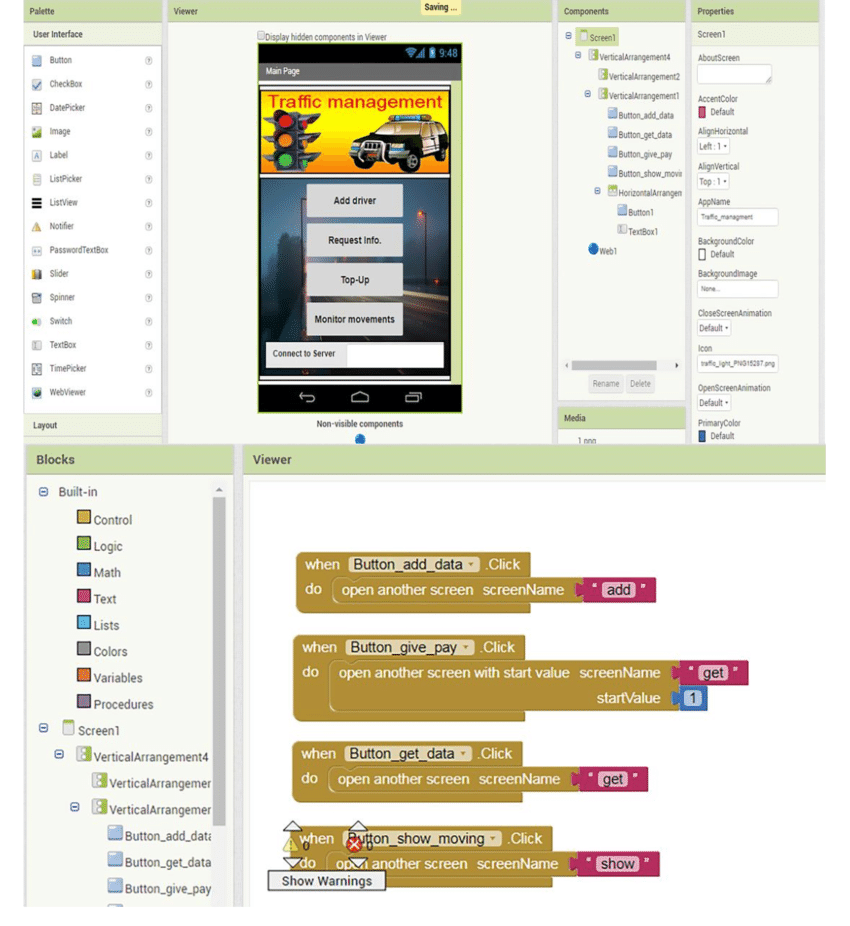 Palette
Viewer
Saving ...
Components
Properties
User Interface
Button
CheckBox
DatePicker
Image
Label
ListPicker
ListView
Notifier
PasswordTextBox
Slider
Spinner
Switch
TextBox
TimePicker
WebViewer
Layout
Display hidden components in Viewer
9:48
Main Page
Traffic management
Add driver
Request Info.
Top-Up
Monitor movements
Connect to Server
Non-visible components
Screen1
VerticalArrangement4
VerticalArrangement2
VerticalArrangement1
Button_add_data
Button_get_data
Button_give_pay
Button_show_movin
HorizontalArrangen
Button1
TextBox1
Web1
Rename Delete
Media
1.png
Screen1
AboutScreen
AccentColor
Default
AlignHorizontal
Left : 1
AlignVertical
Top : 1
AppName
Traffic_managment
BackgroundColor
Default
BackgroundImage
None...
CloseScreenAnimation
Default
Icon
traffic_light_PNG15287.png
OpenScreenAnimation
Default
PrimaryColor
Default
Blocks
Viewer
Built-in
Control
Logic
Math
Text
Lists
Colors
Variables
Procedures
Screen1
VerticalArrangement4
VerticalArrangemer
VerticalArrangemer
Button_add_data
Button_get_data
Button_give_pay
when Button_add_data .Click
do open another screen screenName " add "
when Button_give_pay .Click
do open another screen with start value screenName " get "
startValue 1
when Button_get_data .Click
do open another screen screenName " get "
when Button_show_moving .Click
0 0
do open another screen screenName " show "
Show Warnings